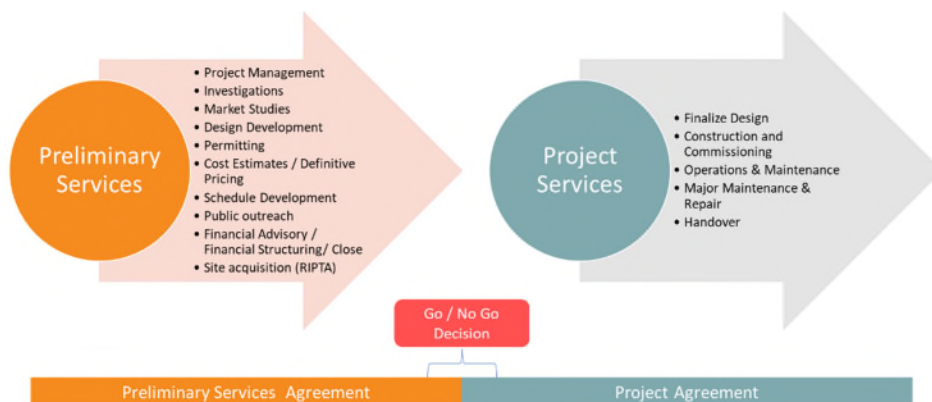 Preliminary
Services
• Project Management
• Investigations
• Market Studies
• Design Development
• Permitting
• Cost Estimates / Definitive
Pricing
• Schedule Development
• Public outreach
• Financial Advisory /
Financial Structuring/ Close
• Site acquisition (RIPTA)
Project
Services
• Finalize Design
• Construction and
Commissioning
• Operations & Maintenance
• Major Maintenance &
Repair
• Handover
Go / No Go
Decision
Preliminary Services Agreement
Project Agreement